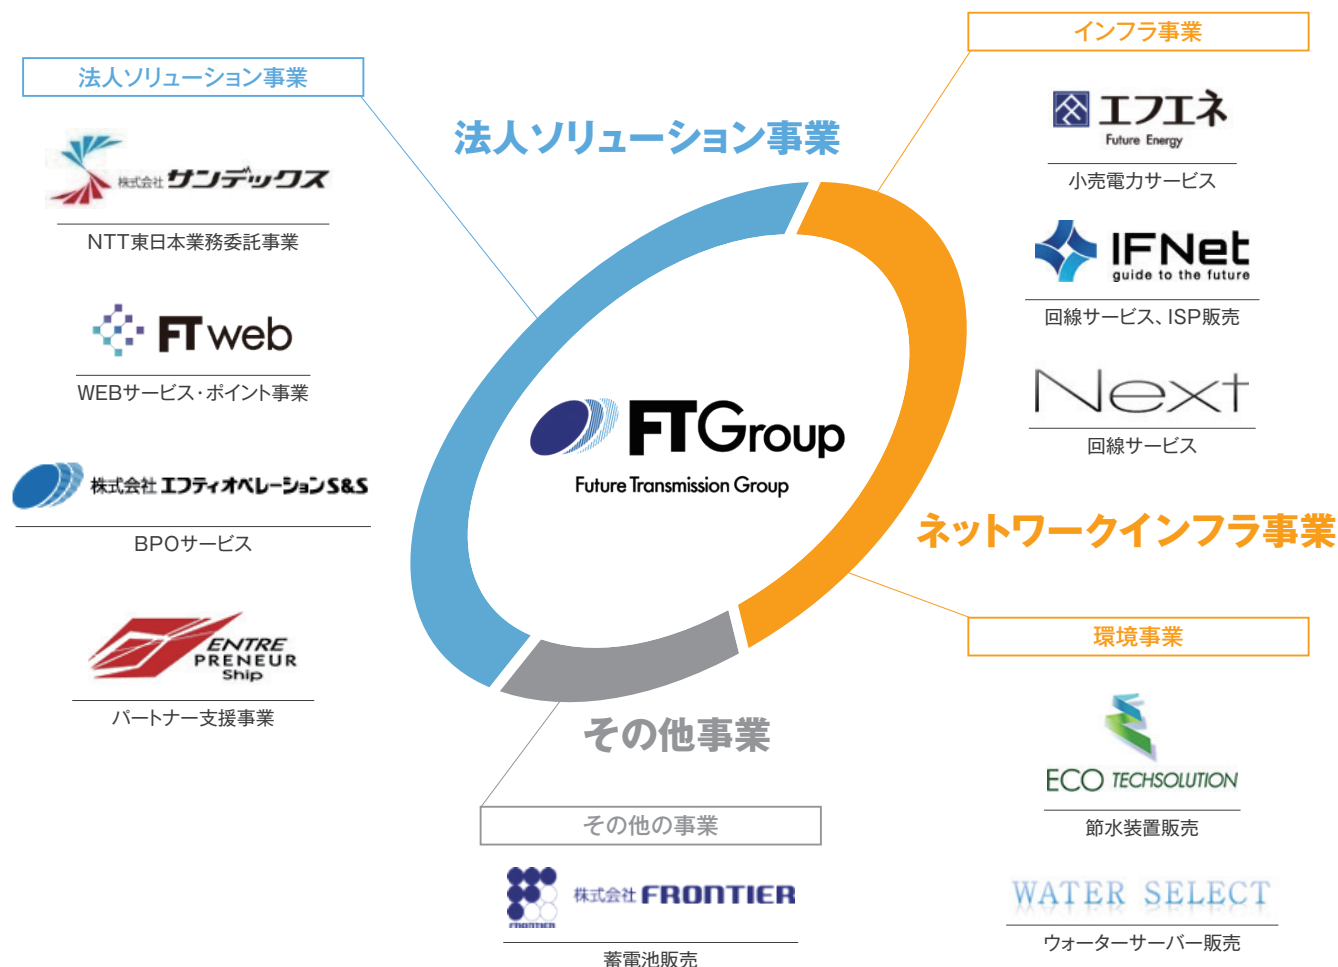 法人ソリューション事業
株式会社サンデックス
NTT東日本業務委託事業
FT web
WEBサービス・ポイント事業
株式会社エフティオペレーションS&S
BPOサービス
ENTRE
PRENEUR
Ship
パートナー支援事業
法人ソリューション事業
FTGroup
Future Transmission Group
その他事業
その他の事業
FRONTIER
株式会社FRONTIER
蓄電池販売
インフラ事業
エフエネ
Future Energy
小売電力サービス
IFNet
guide to the future
回線サービス、ISP販売
Next
回線サービス
ネットワークインフラ事業
環境事業
ECO TECHSOLUTION
節水装置販売
WATER SELECT
ウォーターサーバー販売